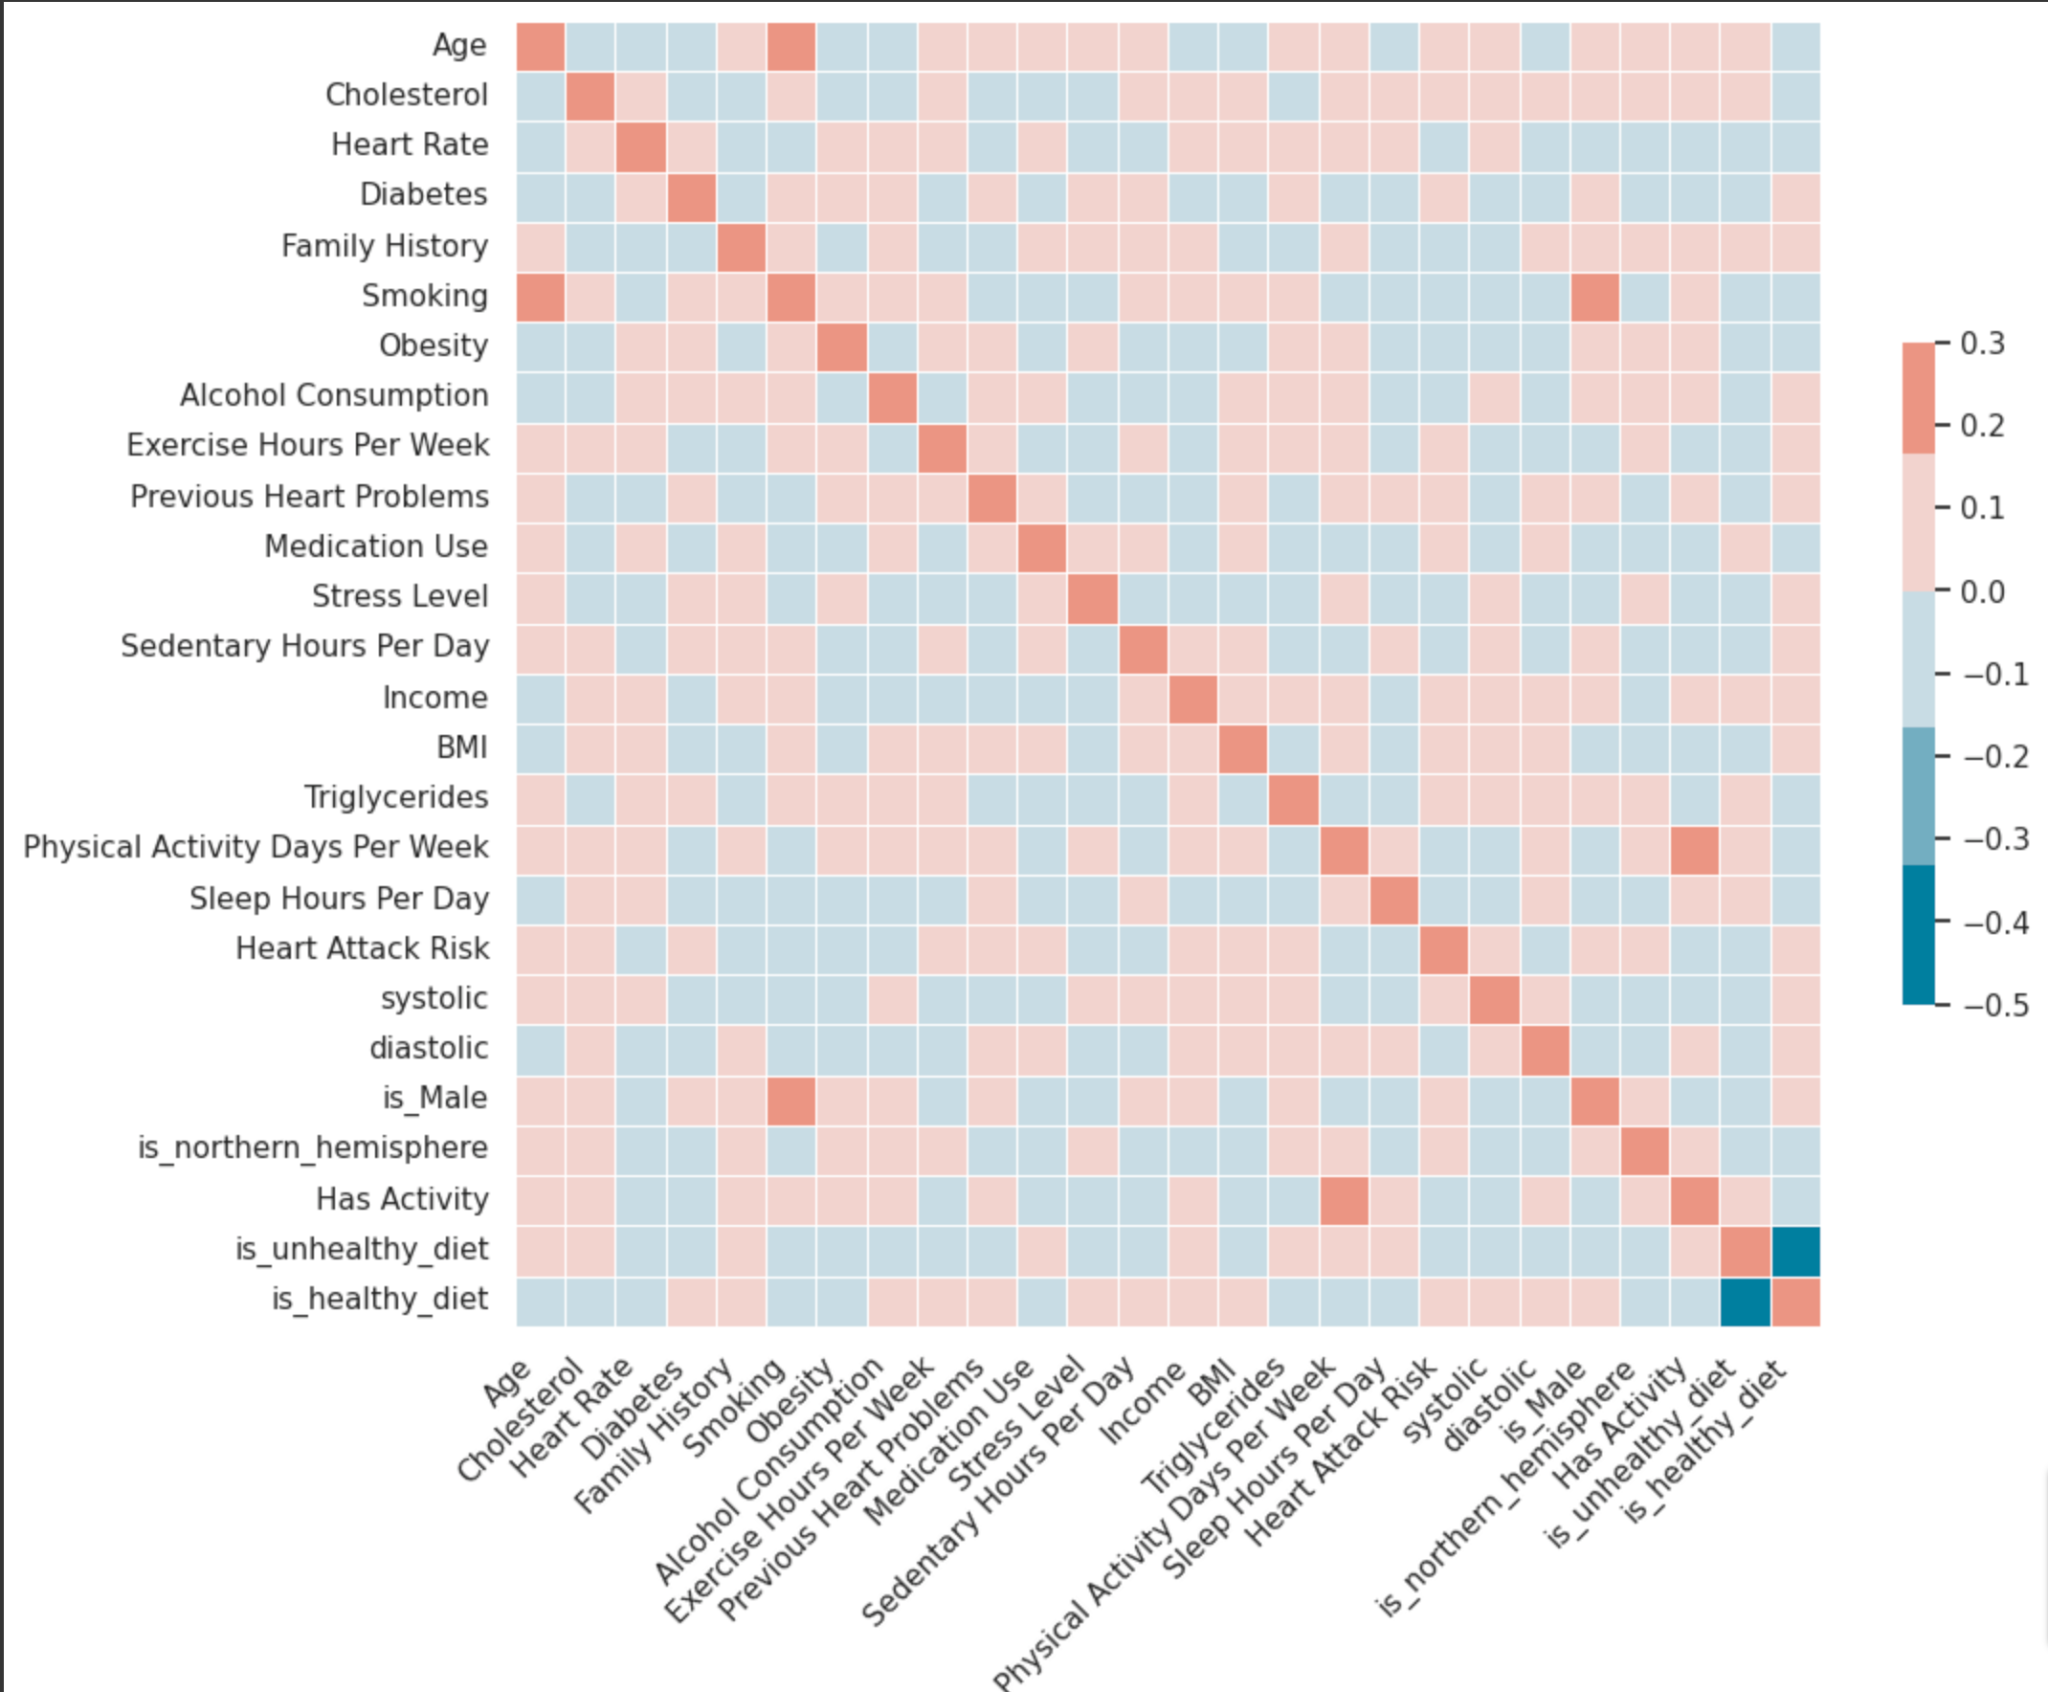 Age
Cholesterol
Heart Rate
Diabetes
Family History
Smoking
Obesity
Alcohol Consumption
Exercise Hours Per Week
Previous Heart Problems
Medication Use
Stress Level
Sedentary Hours Per Day
Income
BMI
Triglycerides
Physical Activity Days Per Week
Sleep Hours Per Day
Heart Attack Risk
systolic
diastolic
is_Male
is_northern_hemisphere
Has Activity
is_unhealthy_diet
is_healthy_diet
0.3
0.2
0.1
0.0
−0.1
−0.2
−0.3
−0.4
−0.5
Age
Cholesterol
Heart Rate
Diabetes
Family History
Smoking
Obesity
Alcohol Consumption
Exercise Hours Per Week
Previous Heart Problems
Medication Use
Stress Level
Sedentary Hours Per Day
Income
BMI
Triglycerides
Physical Activity Days Per Week
Sleep Hours Per Day
Heart Attack Risk
systolic
diastolic
is_Male
is_northern_hemisphere
Has Activity
is_unhealthy_diet
is_healthy_diet